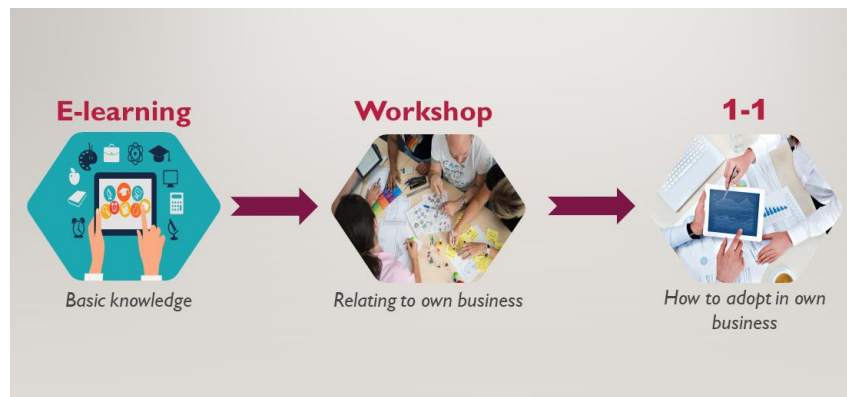 E-learning
Workshop
1-1
Basic knowledge
Relating to own business
How to adopt in own
business